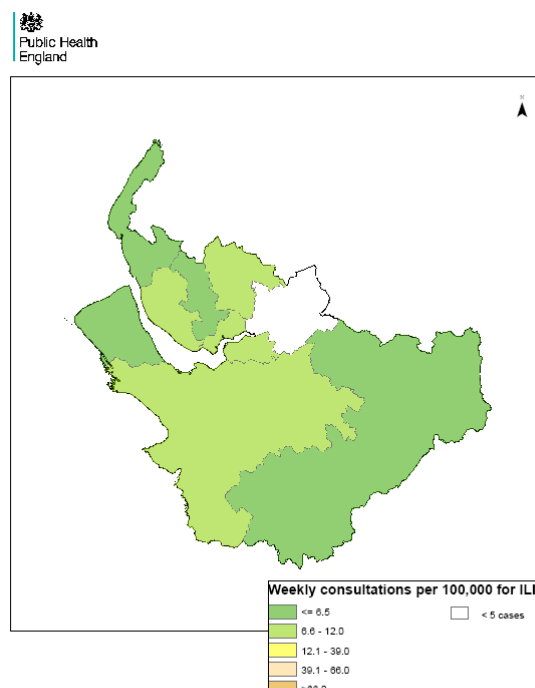 Public Health
England
N
Weekly consultations per 100,000 for ILI
<= 6.5
< 5 cases
6.6 - 12.0
12.1 - 39.0
39.1 - 66.0